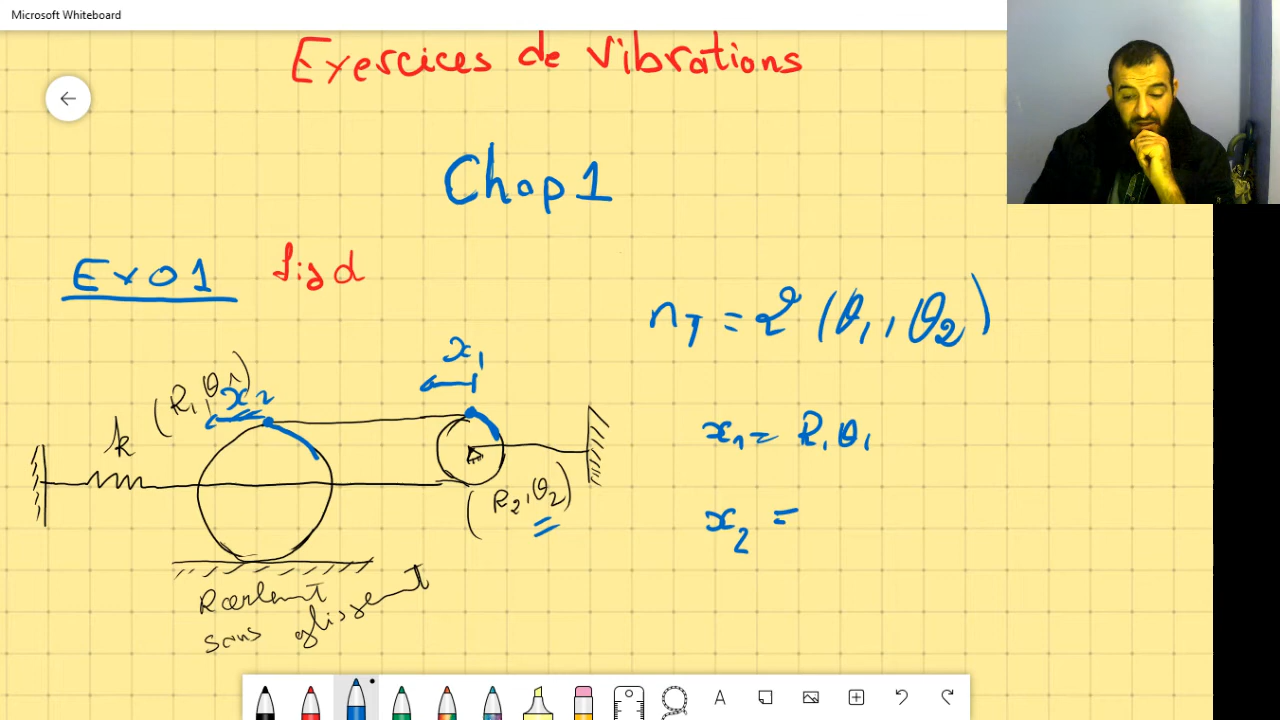 Microsoft Whiteboard
Exercices de Vibrations
Chap 1
Exo 1 fig d
n_T = 2 (θ₁, θ₂)
x₁
(R₁, θ₁)
x₂
k
x₁ = R₁ θ₁
(R₂, θ₂)
x₂ =
Roulement
sans glissement
A